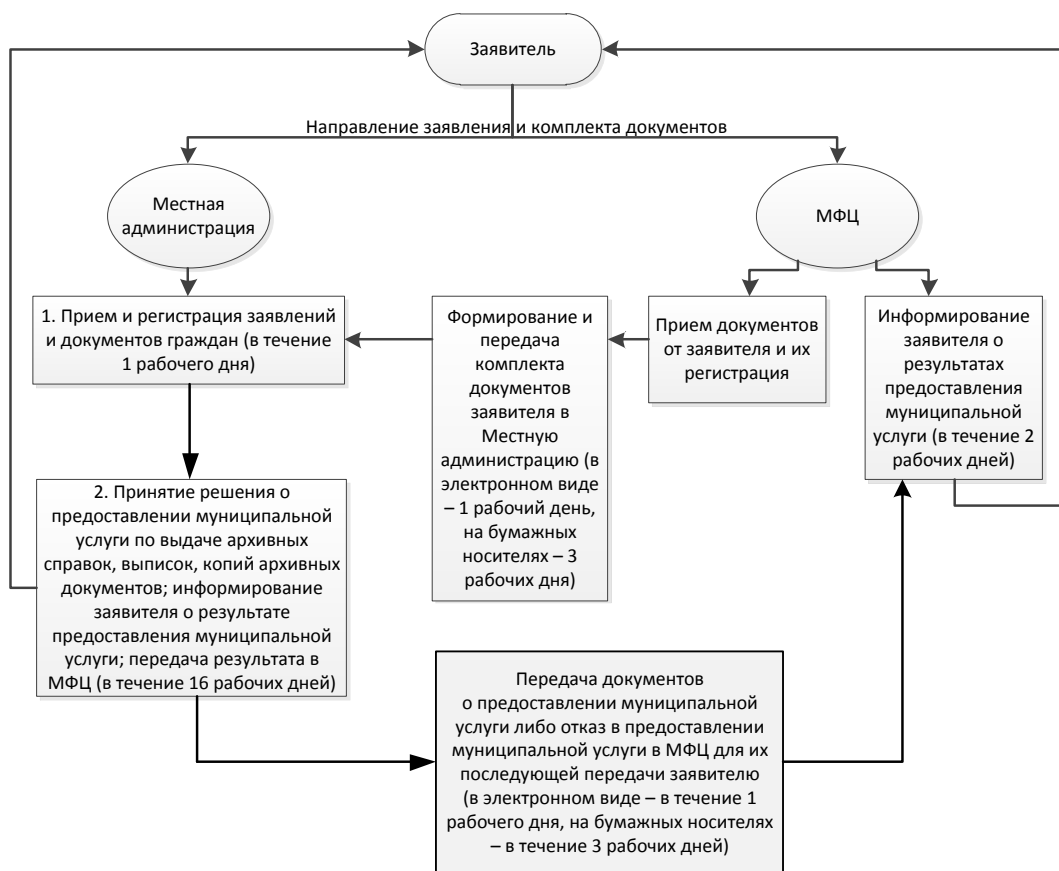 Заявитель
Направление заявления и комплекта документов
Местная
администрация
МФЦ
1. Прием и регистрация заявлений
и документов граждан (в течение
1 рабочего дня)
Формирование и
передача
комплекта
документов
заявителя в
Местную
администрацию (в
электронном виде
– 1 рабочий день,
на бумажных
носителях – 3
рабочих дня)
Прием документов
от заявителя и их
регистрация
Информирование
заявителя о
результатах
предоставления
муниципальной
услуги (в течение 2
рабочих дней)
2. Принятие решения о
предоставлении муниципальной
услуги по выдаче архивных
справок, выписок, копий архивных
документов; информирование
заявителя о результате
предоставления муниципальной
услуги; передача результата в
МФЦ (в течение 16 рабочих дней)
Передача документов
о предоставлении муниципальной
услуги либо отказ в предоставлении
муниципальной услуги в МФЦ для их
последующей передачи заявителю
(в электронном виде – в течение 1
рабочего дня, на бумажных носителях
– в течение 3 рабочих дней)